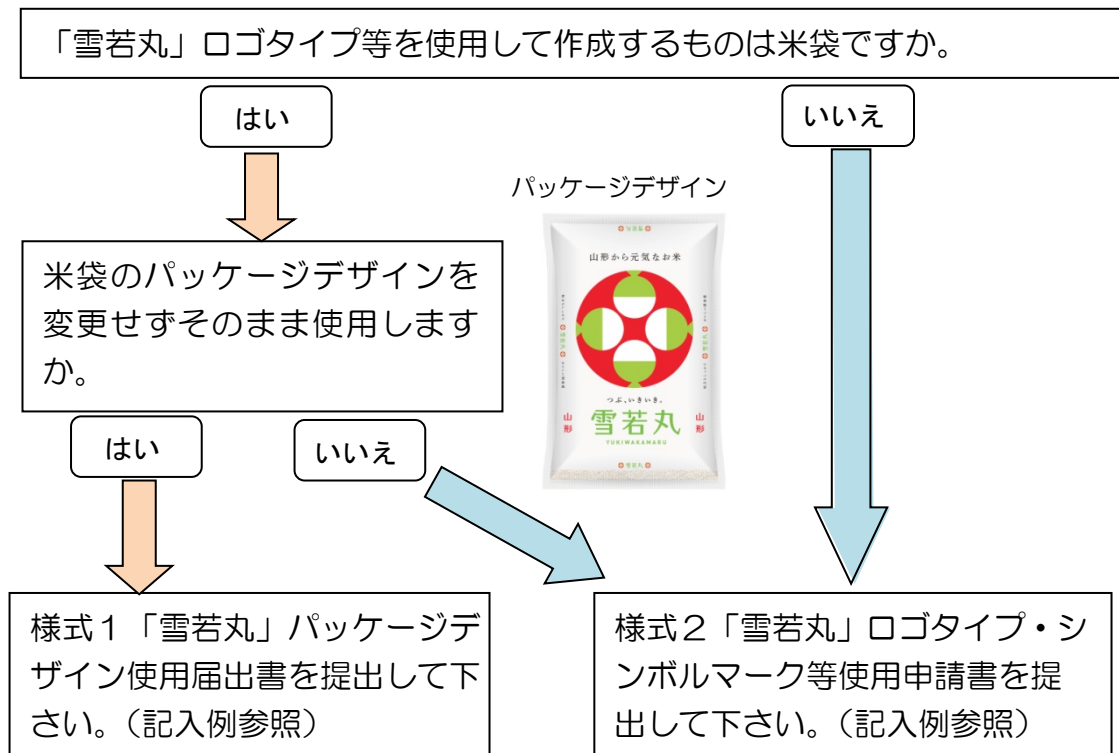 「雪若丸」ロゴタイプ等を使用して作成するものは米袋ですか。
はい
いいえ
パッケージデザイン
米袋のパッケージデザインを
変更せずそのまま使用します
か。
山形から元気なお米
つぶ、いきいき。
山形
雪若丸
山形
YUKIWAKAMARU
雪若丸
はい
いいえ
様式1「雪若丸」パッケージデ
ザイン使用届出書を提出して下
さい。(記入例参照)
様式2「雪若丸」ロゴタイプ・シ
ンボルマーク等使用申請書を提
出して下さい。(記入例参照)